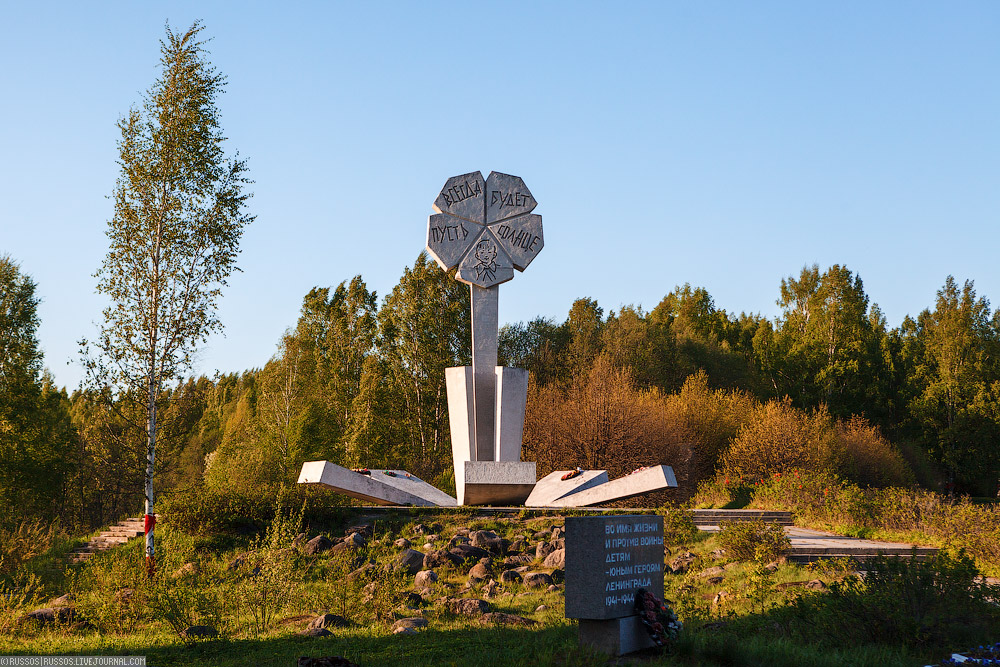 ВСЕГДА БУДЕТ
ПУСТЬ СОЛНЦЕ
ВО ИМЯ ЖИЗНИ
И ПРОТИВ ВОЙНЫ
ДЕТЯМ
-ЮНЫМ ГЕРОЯМ
ЛЕНИНГРАДА
1941-1944
©RUSSOS|RUSSOS.LIVEJOURNAL.COM